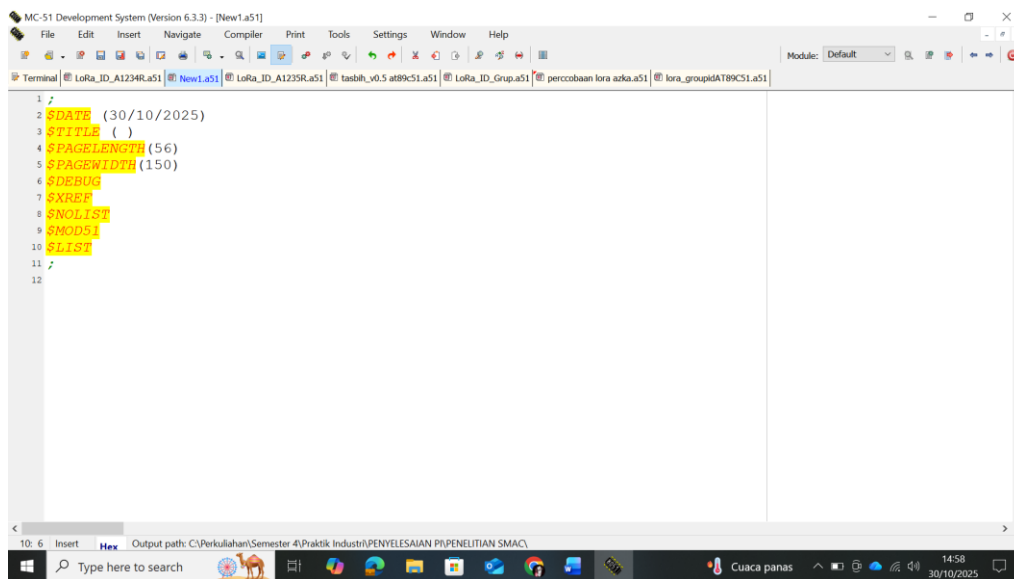 MC-51 Development System (Version 6.3.3) - [New1.a51]
File Edit Insert Navigate Compiler Print Tools Settings Window Help
Module: Default
Terminal LoRa_ID_A1234R.a51 New1.a51 LoRa_ID_A1235R.a51 tasbih_v0.5 at89c51.a51 LoRa_ID_Grup.a51 perccobaan lora azka.a51 lora_groupidAT89C51.a51
1 ;
2 $DATE (30/10/2025)
3 $TITLE ( )
4 $PAGELENGTH(56)
5 $PAGEWIDTH(150)
6 $DEBUG
7 $XREF
8 $NOLIST
9 $MOD51
10 $LIST
11 ;
12
10: 6 Insert Hex Output path: C:\Perkuliahan\Semester 4\Praktik Industri\PENYELESAIAN PI\PENELITIAN SMAC\
Type here to search Cuaca panas 14:58
30/10/2025